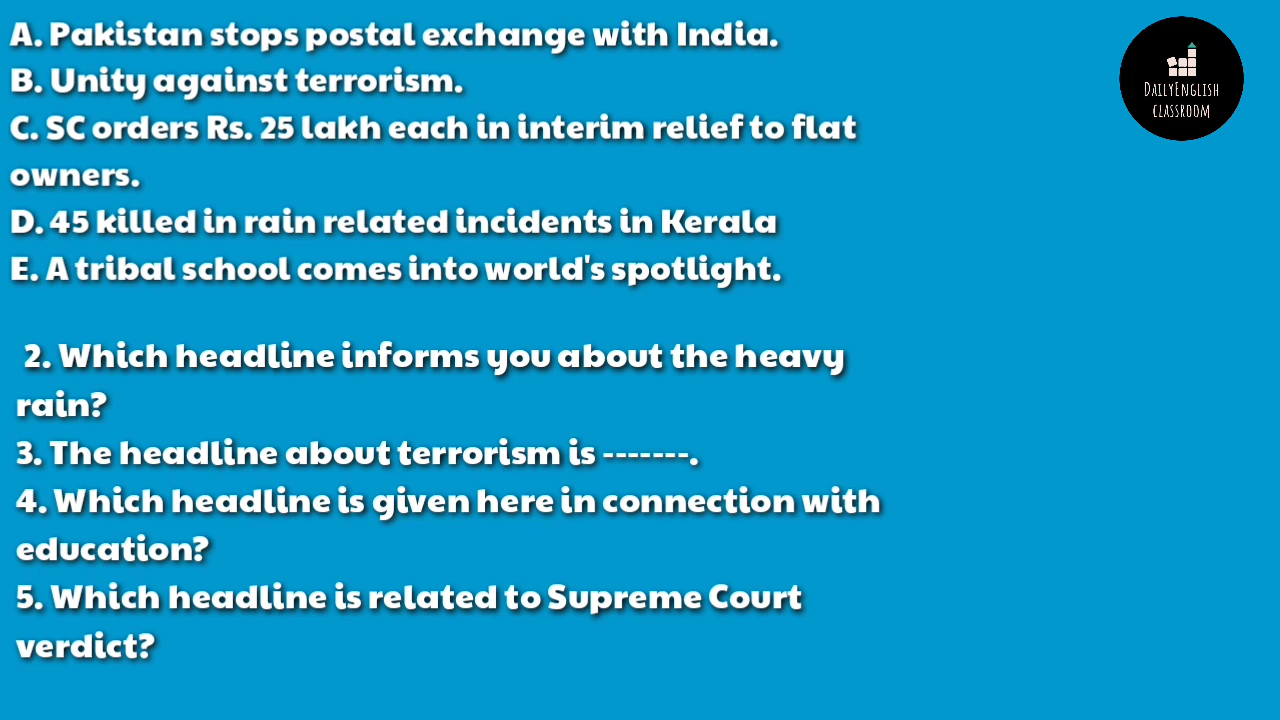 A. Pakistan stops postal exchange with India.
B. Unity against terrorism.
C. SC orders Rs. 25 lakh each in interim relief to flat
owners.
D. 45 killed in rain related incidents in Kerala
E. A tribal school comes into world's spotlight.
DailyEnglish
classroom
2. Which headline informs you about the heavy
rain?
3. The headline about terrorism is -------.
4. Which headline is given here in connection with
education?
5. Which headline is related to Supreme Court
verdict?